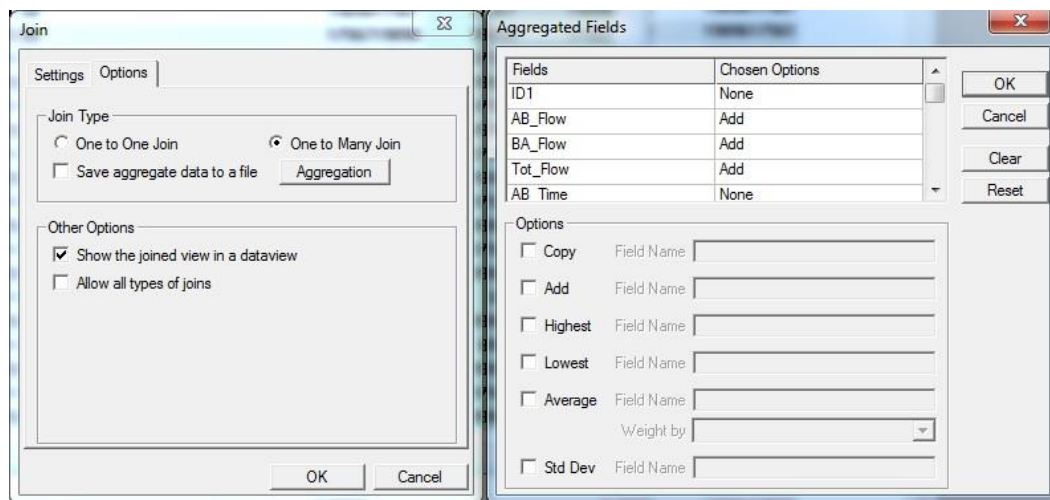 Join
Settings Options
Join Type
One to One Join One to Many Join
Save aggregate data to a file Aggregation
Other Options
Show the joined view in a dataview
Allow all types of joins
OK Cancel
Aggregated Fields
Fields Chosen Options
ID1 None
AB_Flow Add
BA_Flow Add
Tot_Flow Add
AB_Time None
OK
Cancel
Clear
Reset
Options
Copy Field Name
Add Field Name
Highest Field Name
Lowest Field Name
Average Field Name
Weight by
Std Dev Field Name